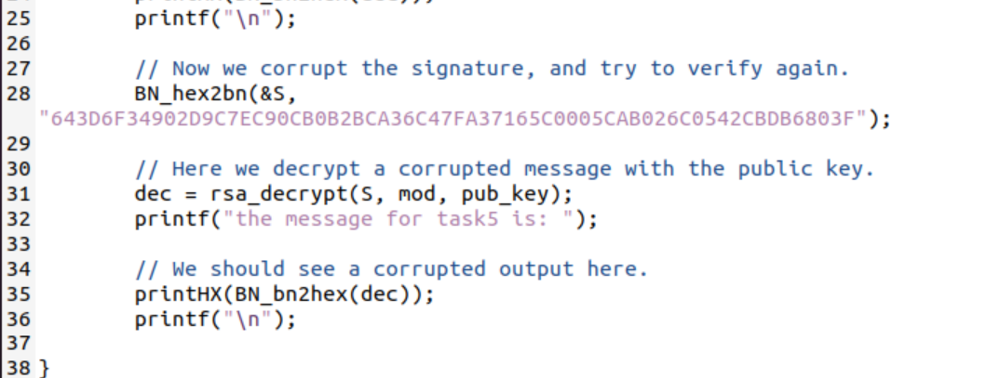 25 printf("\n");
26
27 // Now we corrupt the signature, and try to verify again.
28 BN_hex2bn(&S,
"643D6F34902D9C7EC90CB0B2BCA36C47FA37165C0005CAB026C0542CBDB6803F");
29
30 // Here we decrypt a corrupted message with the public key.
31 dec = rsa_decrypt(S, mod, pub_key);
32 printf("the message for task5 is: ");
33
34 // We should see a corrupted output here.
35 printHX(BN_bn2hex(dec));
36 printf("\n");
37
38 }